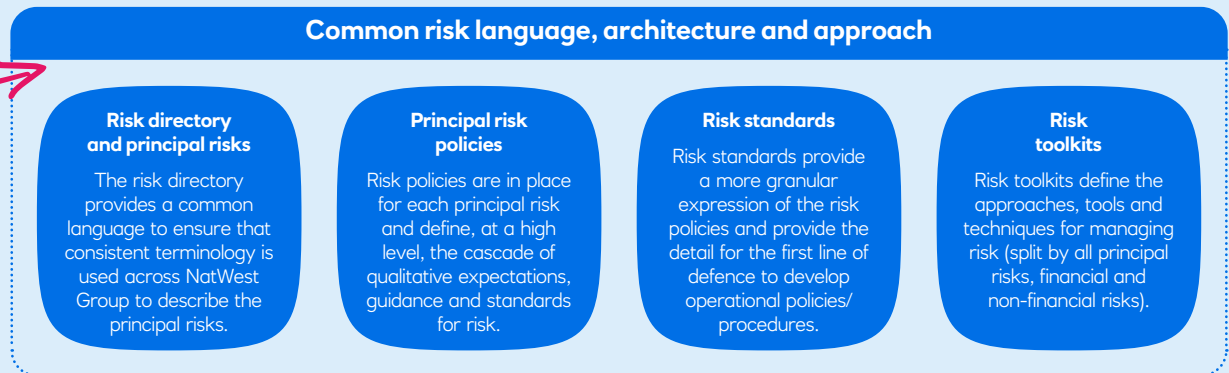 Common risk language, architecture and approach
Risk directory
and principal risks
The risk directory
provides a common
language to ensure that
consistent terminology is
used across NatWest
Group to describe the
principal risks.
Principal risk
policies
Risk policies are in place
for each principal risk
and define, at a high
level, the cascade of
qualitative expectations,
guidance and standards
for risk.
Risk standards
Risk standards provide
a more granular
expression of the risk
policies and provide the
detail for the first line of
defence to develop
operational policies/
procedures.
Risk
toolkits
Risk toolkits define the
approaches, tools and
techniques for managing
risk (split by all principal
risks, financial and
non-financial risks).